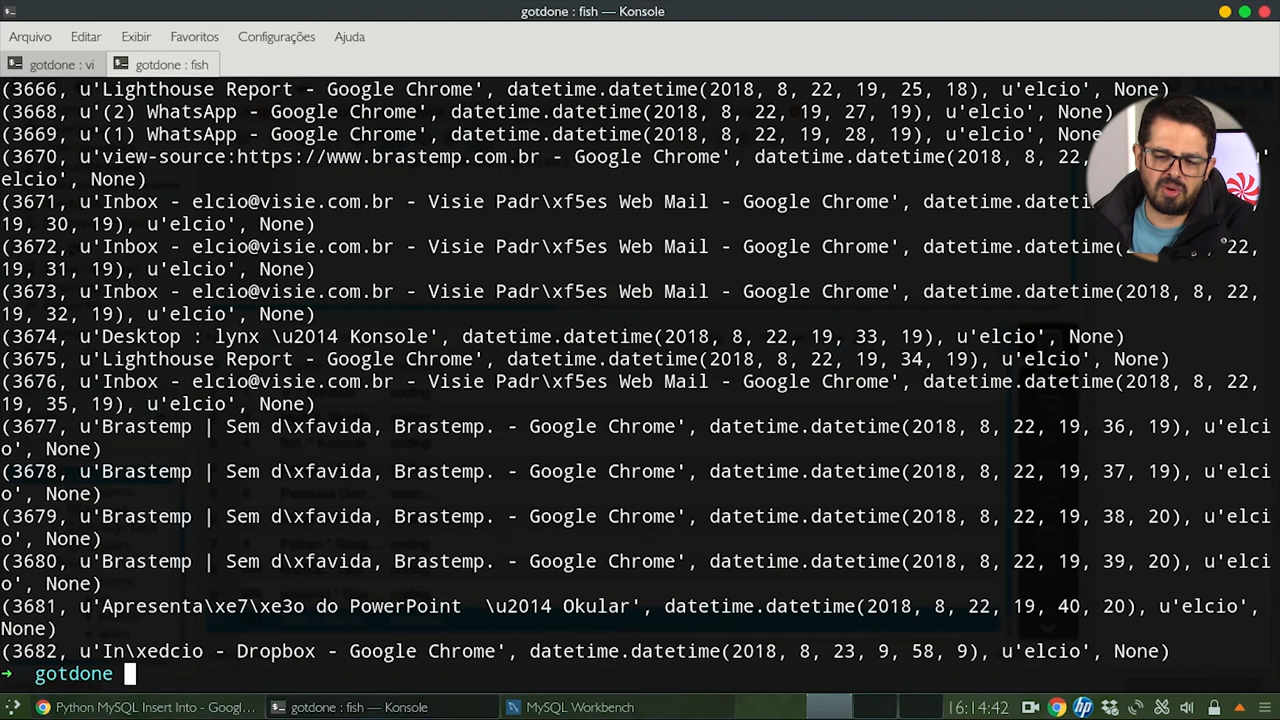 gotdone : fish — Konsole
Arquivo Editar Exibir Favoritos Configurações Ajuda
gotdone : vi gotdone : fish
(3666, u'Lighthouse Report - Google Chrome', datetime.datetime(2018, 8, 22, 19, 25, 18), u'elcio', None)
(3668, u'(2) WhatsApp - Google Chrome', datetime.datetime(2018, 8, 22, 19, 27, 19), u'elcio', None)
(3669, u'(1) WhatsApp - Google Chrome', datetime.datetime(2018, 8, 22, 19, 28, 19), u'elcio', None)
(3670, u'view-source:https://www.brastemp.com.br - Google Chrome', datetime.datetime(2018, 8, 22,
elcio', None)
(3671, u'Inbox - elcio@visie.com.br - Visie Padr\xf5es Web Mail - Google Chrome', datetime.datetime(
19, 30, 19), u'elcio', None)
(3672, u'Inbox - elcio@visie.com.br - Visie Padr\xf5es Web Mail - Google Chrome', datetime.datetime( 22,
19, 31, 19), u'elcio', None)
(3673, u'Inbox - elcio@visie.com.br - Visie Padr\xf5es Web Mail - Google Chrome', datetime.datetime(2018, 8, 22,
19, 32, 19), u'elcio', None)
(3674, u'Desktop : lynx \u2014 Konsole', datetime.datetime(2018, 8, 22, 19, 33, 19), u'elcio', None)
(3675, u'Lighthouse Report - Google Chrome', datetime.datetime(2018, 8, 22, 19, 34, 19), u'elcio', None)
(3676, u'Inbox - elcio@visie.com.br - Visie Padr\xf5es Web Mail - Google Chrome', datetime.datetime(2018, 8, 22,
19, 35, 19), u'elcio', None)
(3677, u'Brastemp | Sem d\xfavida, Brastemp. - Google Chrome', datetime.datetime(2018, 8, 22, 19, 36, 19), u'elci
o', None)
(3678, u'Brastemp | Sem d\xfavida, Brastemp. - Google Chrome', datetime.datetime(2018, 8, 22, 19, 37, 19), u'elci
o', None)
(3679, u'Brastemp | Sem d\xfavida, Brastemp. - Google Chrome', datetime.datetime(2018, 8, 22, 19, 38, 20), u'elci
o', None)
(3680, u'Brastemp | Sem d\xfavida, Brastemp. - Google Chrome', datetime.datetime(2018, 8, 22, 19, 39, 20), u'elci
o', None)
(3681, u'Apresenta\xe7\xe3o do PowerPoint  \u2014 Okular', datetime.datetime(2018, 8, 22, 19, 40, 20), u'elcio',
None)
(3682, u'In\xedcio - Dropbox - Google Chrome', datetime.datetime(2018, 8, 23, 9, 58, 9), u'elcio', None)
→ gotdone
Python MySQL Insert Into - Googl... gotdone : fish — Konsole MySQL Workbench 16:14:42